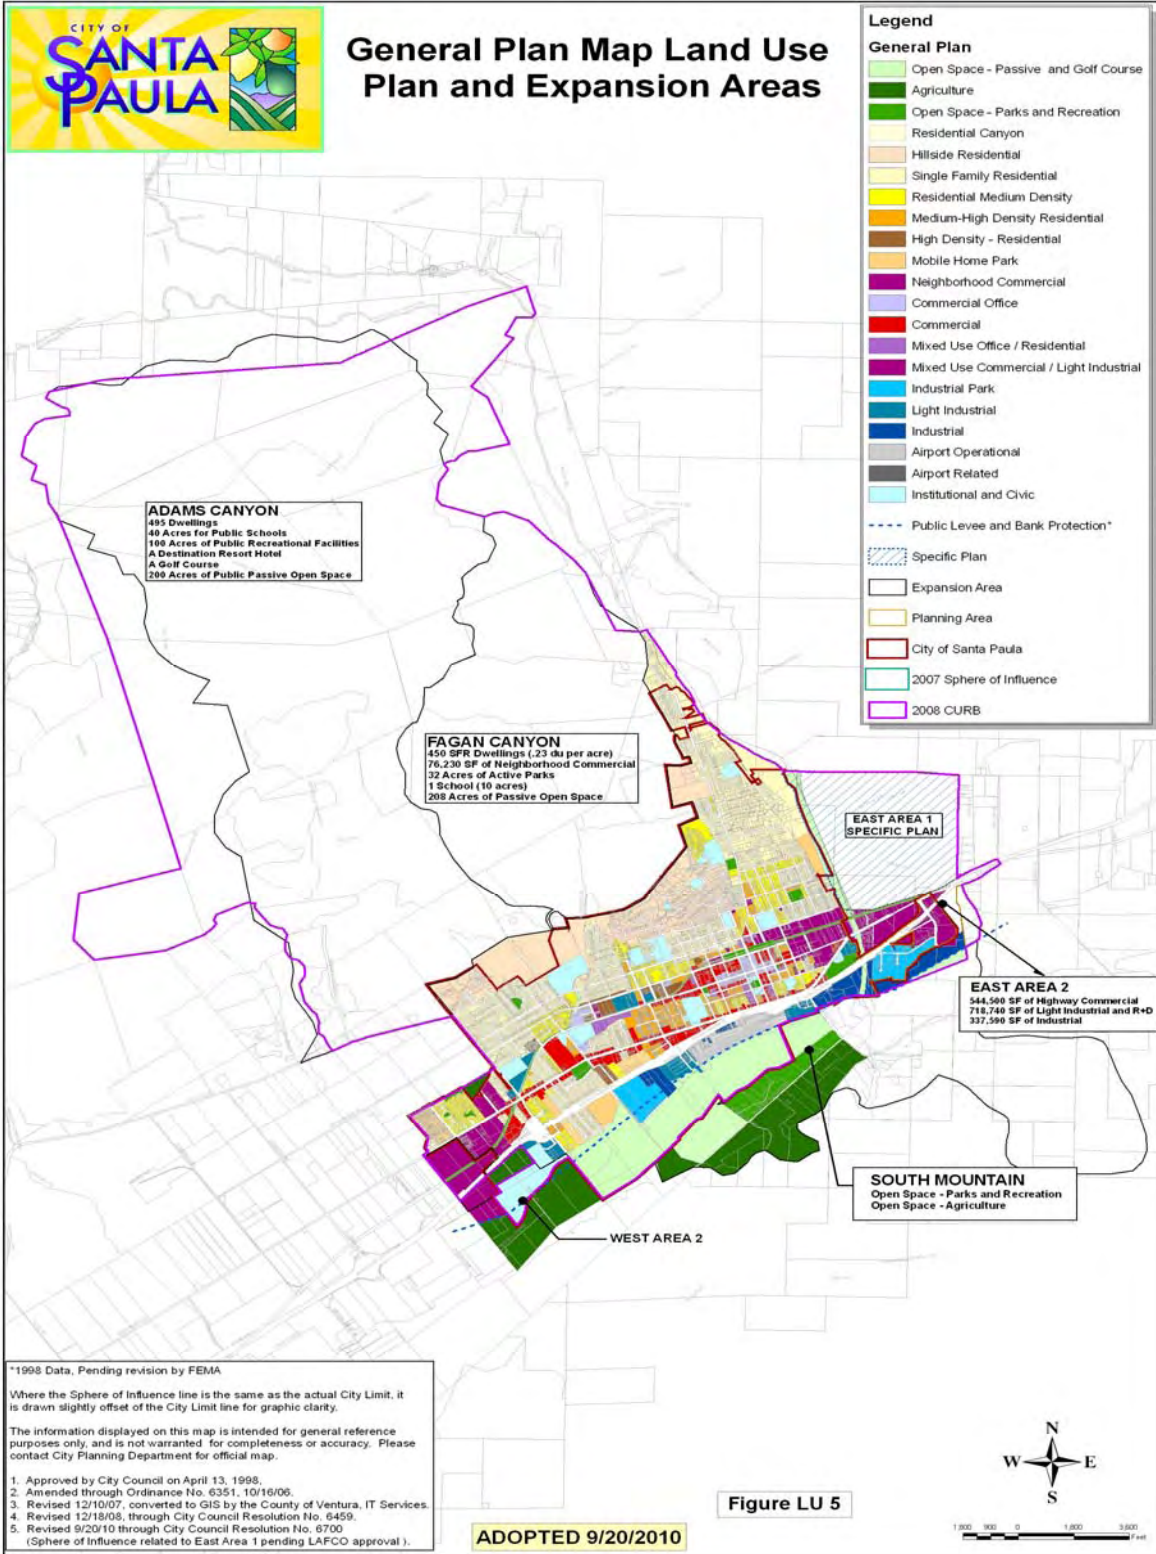 CITY OF
SANTA
PAULA
General Plan Map Land Use
Plan and Expansion Areas
Legend
General Plan
Open Space - Passive and Golf Course
Agriculture
Open Space - Parks and Recreation
Residential Canyon
Hillside Residential
Single Family Residential
Residential Medium Density
Medium-High Density Residential
High Density - Residential
Mobile Home Park
Neighborhood Commercial
Commercial Office
Commercial
Mixed Use Office / Residential
Mixed Use Commercial / Light Industrial
Industrial Park
Light Industrial
Industrial
Airport Operational
Airport Related
Institutional and Civic
Public Levee and Bank Protection*
Specific Plan
Expansion Area
Planning Area
City of Santa Paula
2007 Sphere of Influence
2008 CURB
ADAMS CANYON
495 Dwellings
40 Acres for Public Schools
100 Acres of Public Recreational Facilities
A Destination Resort Hotel
A Golf Course
200 Acres of Public Passive Open Space
FAGAN CANYON
450 SFR Dwellings (.23 du per acre)
76,230 SF of Neighborhood Commercial
32 Acres of Active Parks
1 School (10 acres)
208 Acres of Passive Open Space
EAST AREA 1
SPECIFIC PLAN
EAST AREA 2
544,500 SF of Highway Commercial
718,740 SF of Light Industrial and R+D
337,590 SF of Industrial
SOUTH MOUNTAIN
Open Space - Parks and Recreation
Open Space - Agriculture
WEST AREA 2
*1998 Data, Pending revision by FEMA
Where the Sphere of Influence line is the same as the actual City Limit, it
is drawn slightly offset of the City Limit line for graphic clarity.
The information displayed on this map is intended for general reference
purposes only, and is not warranted for completeness or accuracy. Please
contact City Planning Department for official map.
1. Approved by City Council on April 13, 1998,
2. Amended through Ordinance No. 6351, 10/16/06.
3. Revised 12/10/07, converted to GIS by the County of Ventura, IT Services.
4. Revised 12/18/08, through City Council Resolution No. 6459.
5. Revised 9/20/10 through City Council Resolution No. 6700
(Sphere of Influence related to East Area 1 pending LAFCO approval ).
ADOPTED 9/20/2010
Figure LU 5
N
W E
S
1,800 900 0 1,800 3,600
Feet